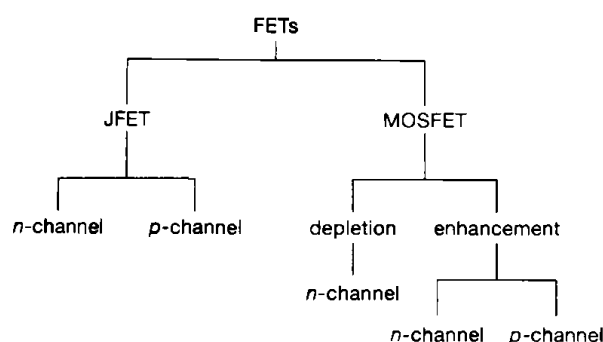 FETs
JFET MOSFET
n-channel p-channel depletion enhancement
n-channel
n-channel p-channel